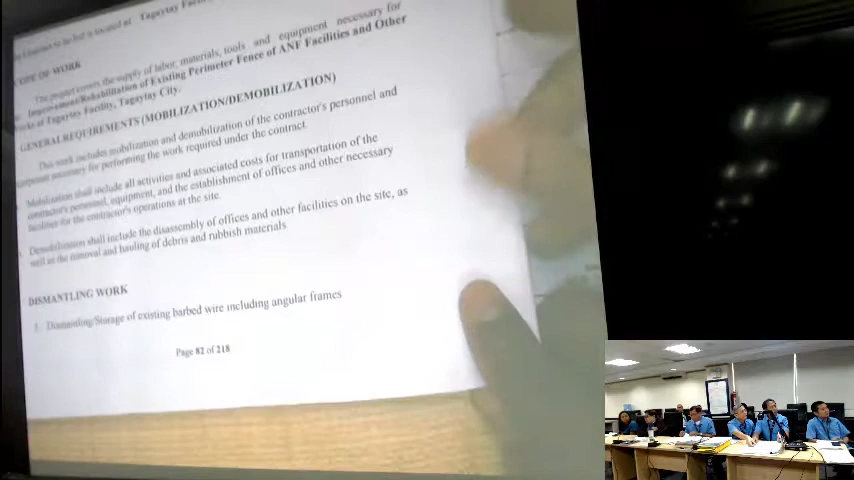 located at Tagaytay
SCOPE OF WORK
The project covers the supply of labor, materials, tools and equipment necessary for
Improvement/Rehabilitation of Existing Perimeter Fence of ANF Facilities and Other
Works of Tagaytay Facility, Tagaytay City.
GENERAL REQUIREMENTS (MOBILIZATION/DEMOBILIZATION)
This work includes mobilization and demobilization of the contractor's personnel and
equipment necessary for performing the work required under the contract.
Mobilization shall include all activities and associated costs for transportation of the
contractor's personnel, equipment, and the establishment of offices and other necessary
facilities for the contractor's operations at the site.
Demobilization shall include the disassembly of offices and other facilities on the site, as
well as the removal and hauling of debris and rubbish materials
DISMANTLING WORK
1. Dismantling/Storage of existing barbed wire including angular frames
Page 82 of 218